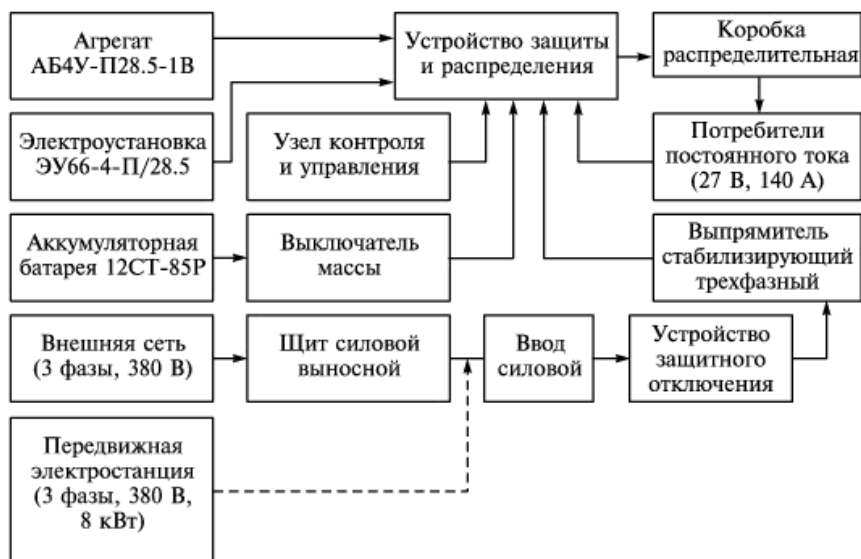 Агрегат
АБ4У-П28.5-1В
Устройство защиты
и распределения
Коробка
распределительная
Электроустановка
ЭУ66-4-П/28.5
Узел контроля
и управления
Потребители
постоянного тока
(27 В, 140 А)
Аккумуляторная
батарея 12СТ-85Р
Выключатель
массы
Выпрямитель
стабилизирующий
трехфазный
Внешняя сеть
(3 фазы, 380 В)
Щит силовой
выносной
Ввод
силовой
Устройство
защитного
отключения
Передвижная
электростанция
(3 фазы, 380 В,
8 кВт)